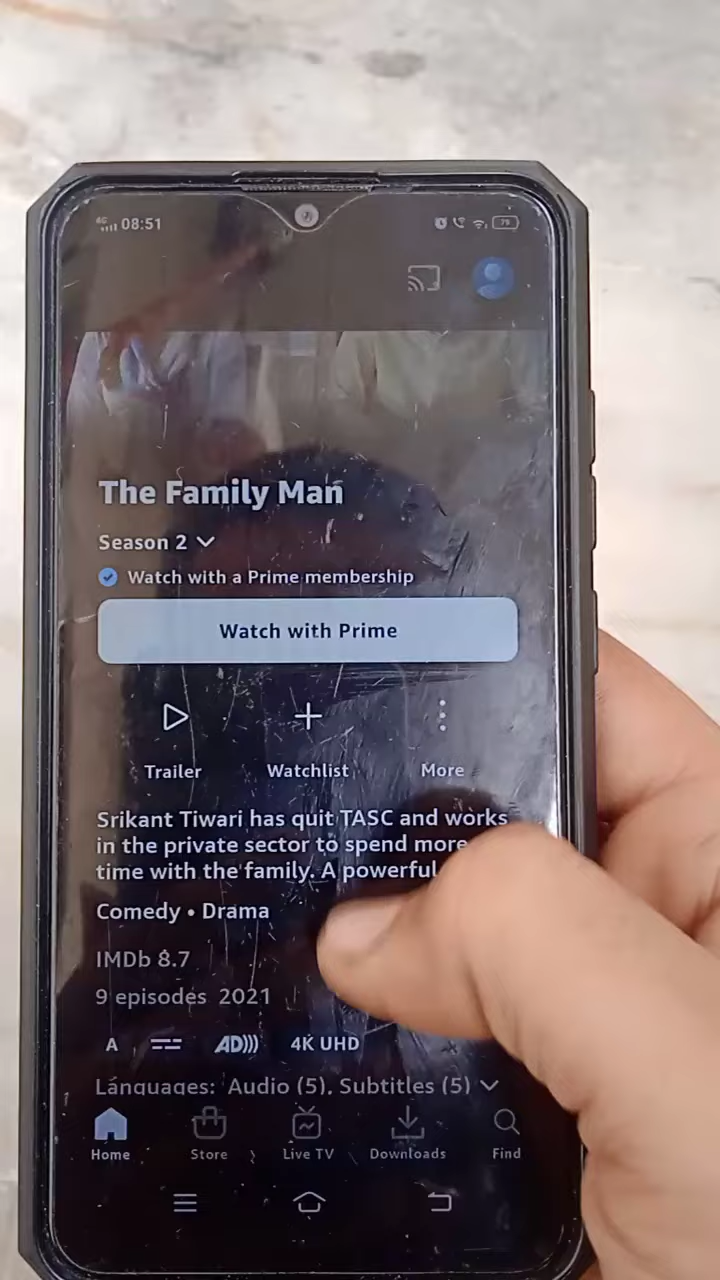 4G 08:51 79
The Family Man
Season 2
Watch with a Prime membership
Watch with Prime
Trailer Watchlist More
Srikant Tiwari has quit TASC and works
in the private sector to spend more
time with the family. A powerful
Comedy • Drama
IMDb 8.7
9 episodes 2021
A AD))) 4K UHD
Languages: Audio (5), Subtitles (5)
Home Store Live TV Downloads Find